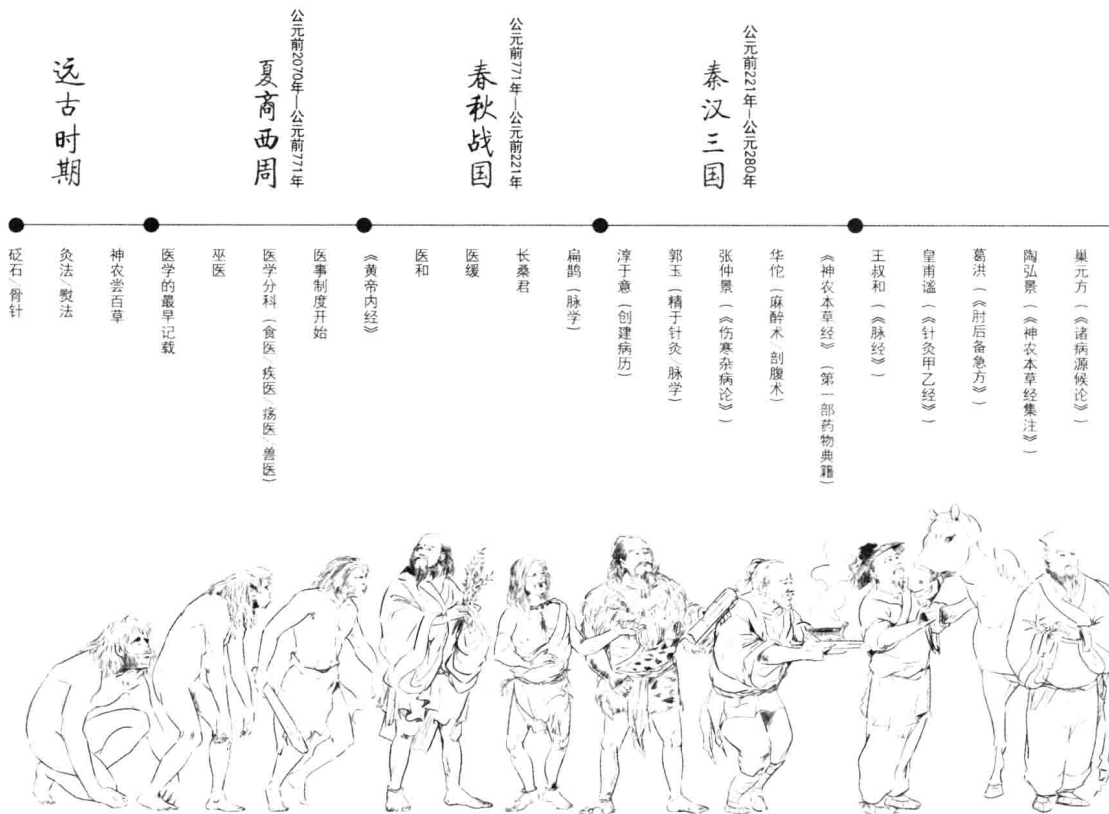 远古时期
夏商西周
公元前2070年—公元前771年
春秋战国
公元前771年—公元前221年
秦汉三国
公元前221年—公元280年
砭石/骨针
灸法/熨法
神农尝百草
医学的最早记载
巫医
医学分科（食医/疾医/疡医/兽医）
医事制度开始
《黄帝内经》
医和
医缓
长桑君
扁鹊（脉学）
淳于意（创建病历）
郭玉（精于针灸/脉学）
张仲景（《伤寒杂病论》）
华佗（麻醉术/剖腹术）
《神农本草经》（第一部药物典籍）
王叔和（《脉经》）
皇甫谧（《针灸甲乙经》）
葛洪（《肘后备急方》）
陶弘景（《神农本草经集注》）
巢元方（《诸病源候论》）